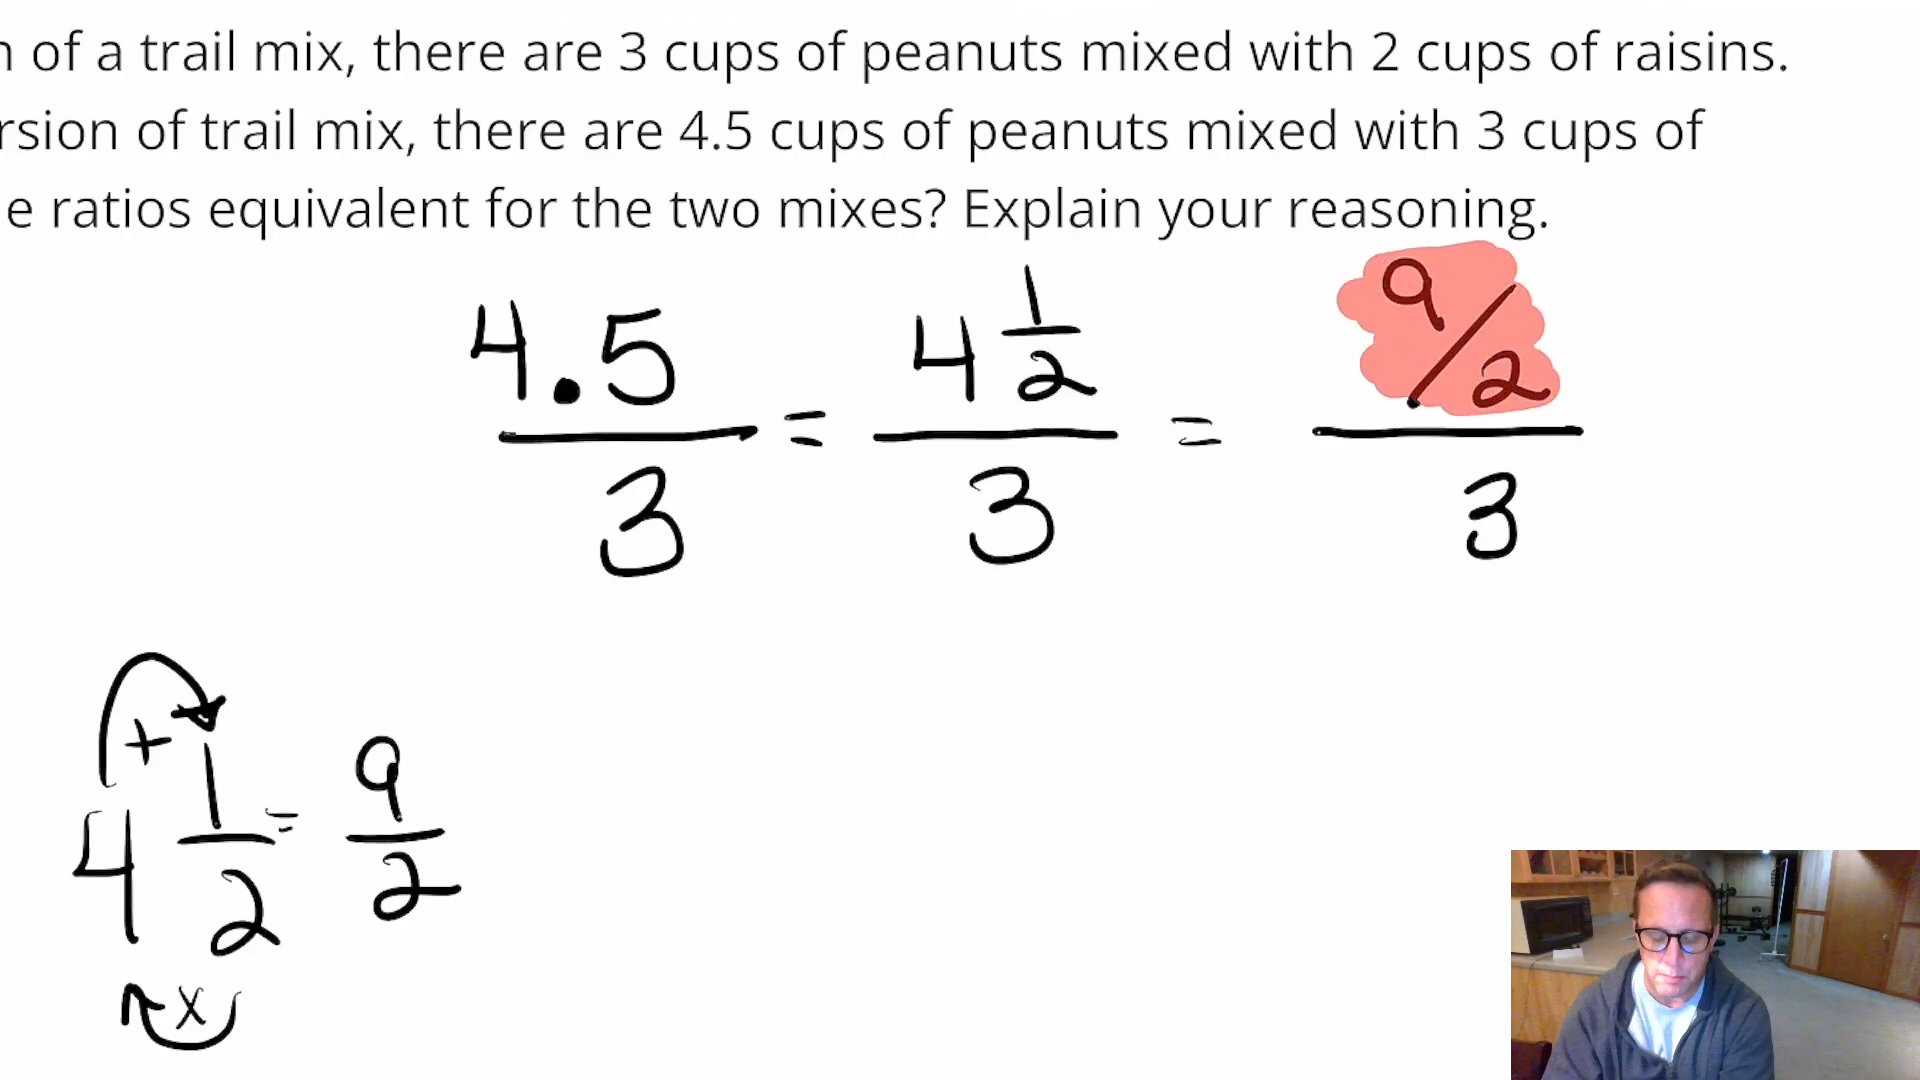 of a trail mix, there are 3 cups of peanuts mixed with 2 cups of raisins.
rsion of trail mix, there are 4.5 cups of peanuts mixed with 3 cups of
e ratios equivalent for the two mixes? Explain your reasoning.
4.5/3 = 4 1/2/3 = 9/2/3
+
4 1/2 = 9/2
x